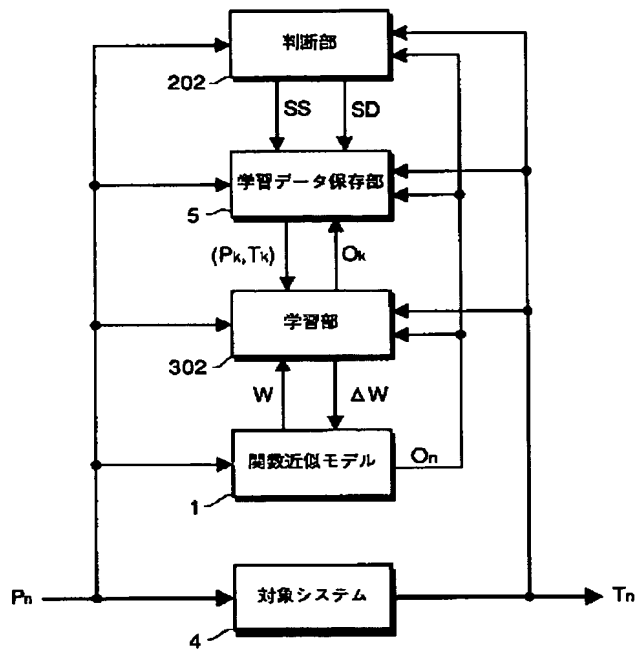 判断部
202
SS
SD
学習データ保存部
5
(Pk,Tk)
Ok
学習部
302
W
ΔW
関数近似モデル
On
1
Pn
対象システム
Tn
4